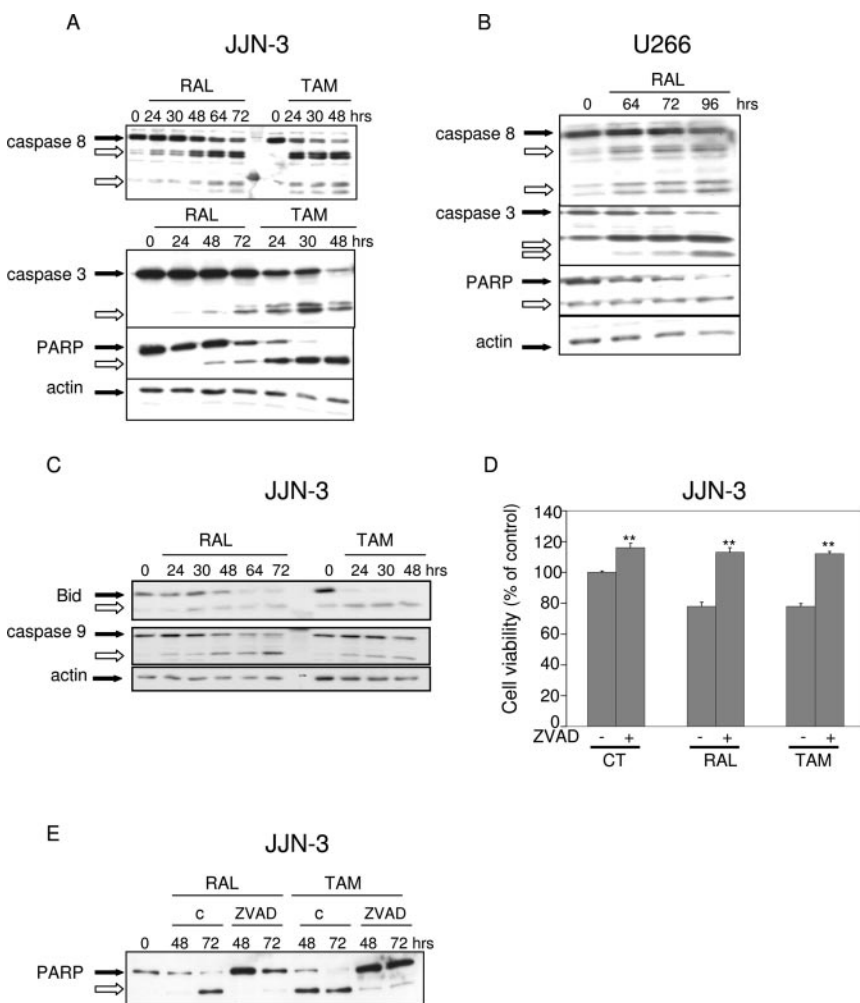 A
JJN-3
RAL TAM
0 24 30 48 64 72 0 24 30 48 hrs
caspase 8
RAL TAM
0 24 48 72 24 30 48 hrs
caspase 3
PARP
actin
B
U266
RAL
0 64 72 96 hrs
caspase 8
caspase 3
PARP
actin
C
JJN-3
RAL TAM
0 24 30 48 64 72 0 24 30 48 hrs
Bid
caspase 9
actin
D
JJN-3
Cell viability (% of control)
140
120
100
80
60
40
20
0
** ** **
ZVAD - + - + - +
CT RAL TAM
E
JJN-3
RAL TAM
c ZVAD c ZVAD
0 48 72 48 72 48 72 48 72 hrs
PARP